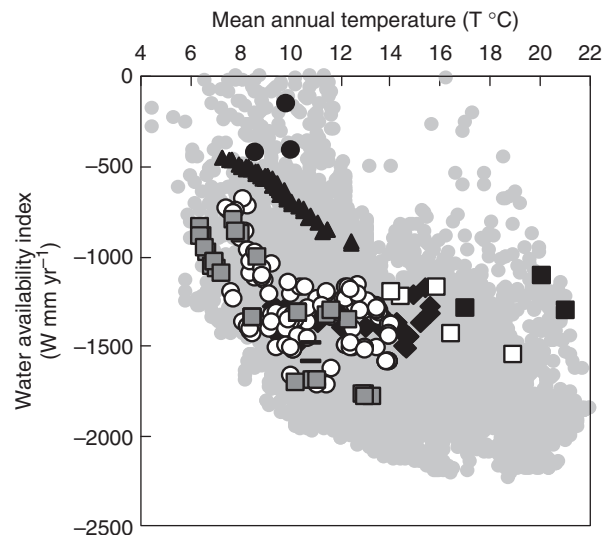 Mean annual temperature (T °C)
4 6 8 10 12 14 16 18 20 22
0
−500
−1000
−1500
−2000
−2500
Water availability index
(W mm yr−1)